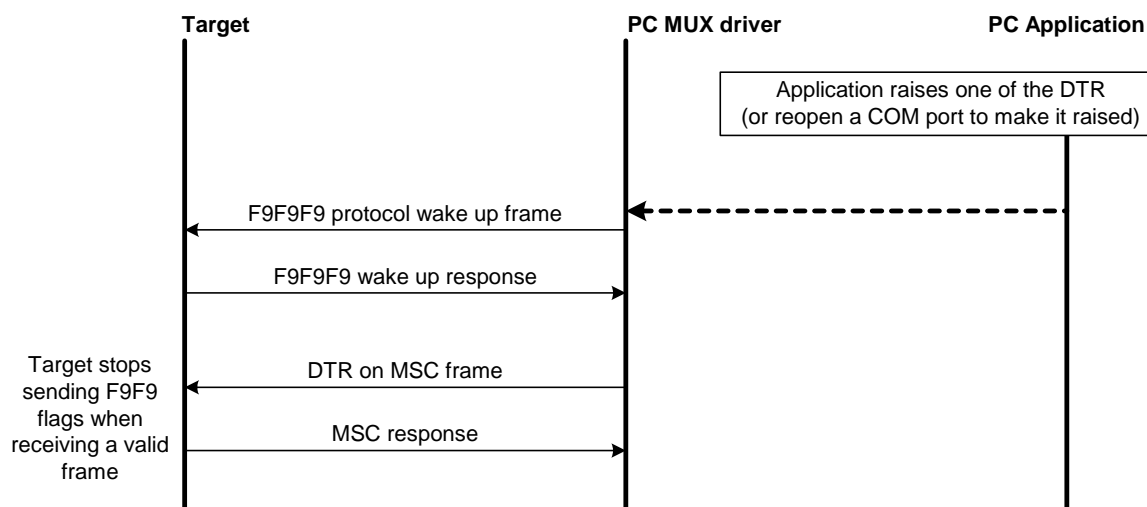 Target
PC MUX driver
PC Application
Application raises one of the DTR
(or reopen a COM port to make it raised)
F9F9F9 protocol wake up frame
F9F9F9 wake up response
Target stops
sending F9F9
flags when
receiving a valid
frame
DTR on MSC frame
MSC response